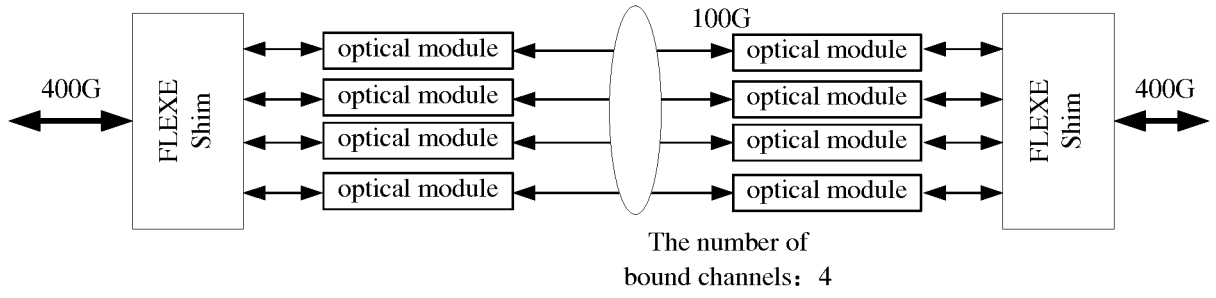 100G
optical module
optical module
400G
FLEXE
Shim
optical module
optical module
400G
FLEXE
Shim
optical module
optical module
optical module
optical module
The number of
bound channels：4